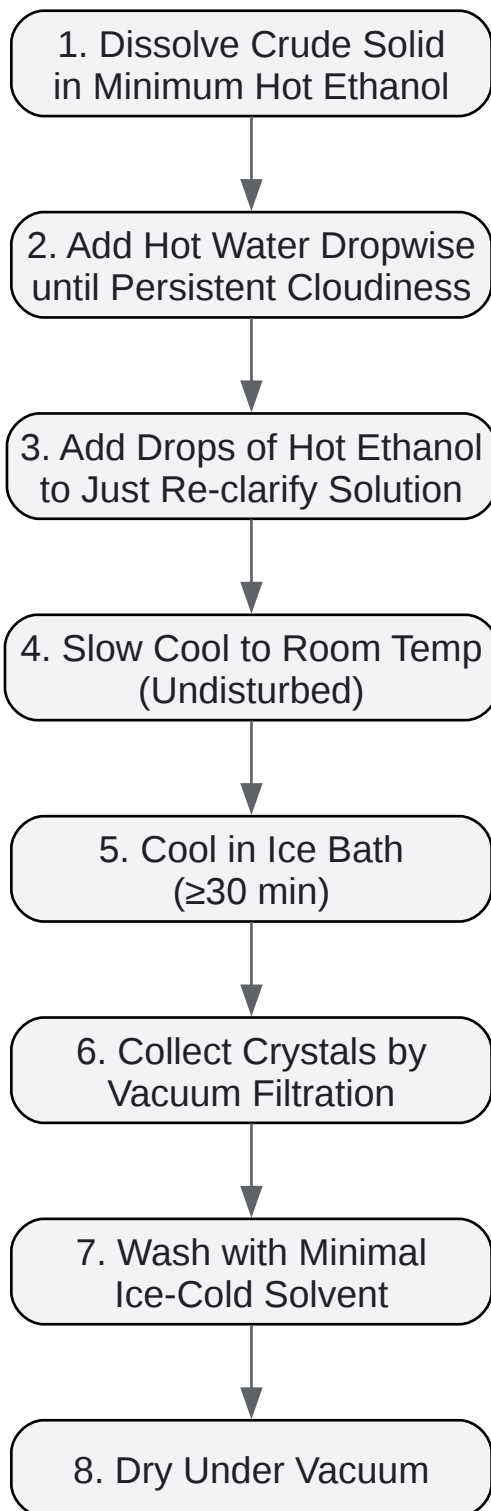 1. Dissolve Crude Solid
in Minimum Hot Ethanol
2. Add Hot Water Dropwise
until Persistent Cloudiness
3. Add Drops of Hot Ethanol
to Just Re-clarify Solution
4. Slow Cool to Room Temp
(Undisturbed)
5. Cool in Ice Bath
(≥30 min)
6. Collect Crystals by
Vacuum Filtration
7. Wash with Minimal
Ice-Cold Solvent
8. Dry Under Vacuum